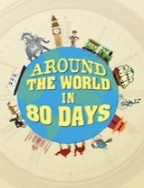 AROUND
THE WORLD
IN
80 DAYS